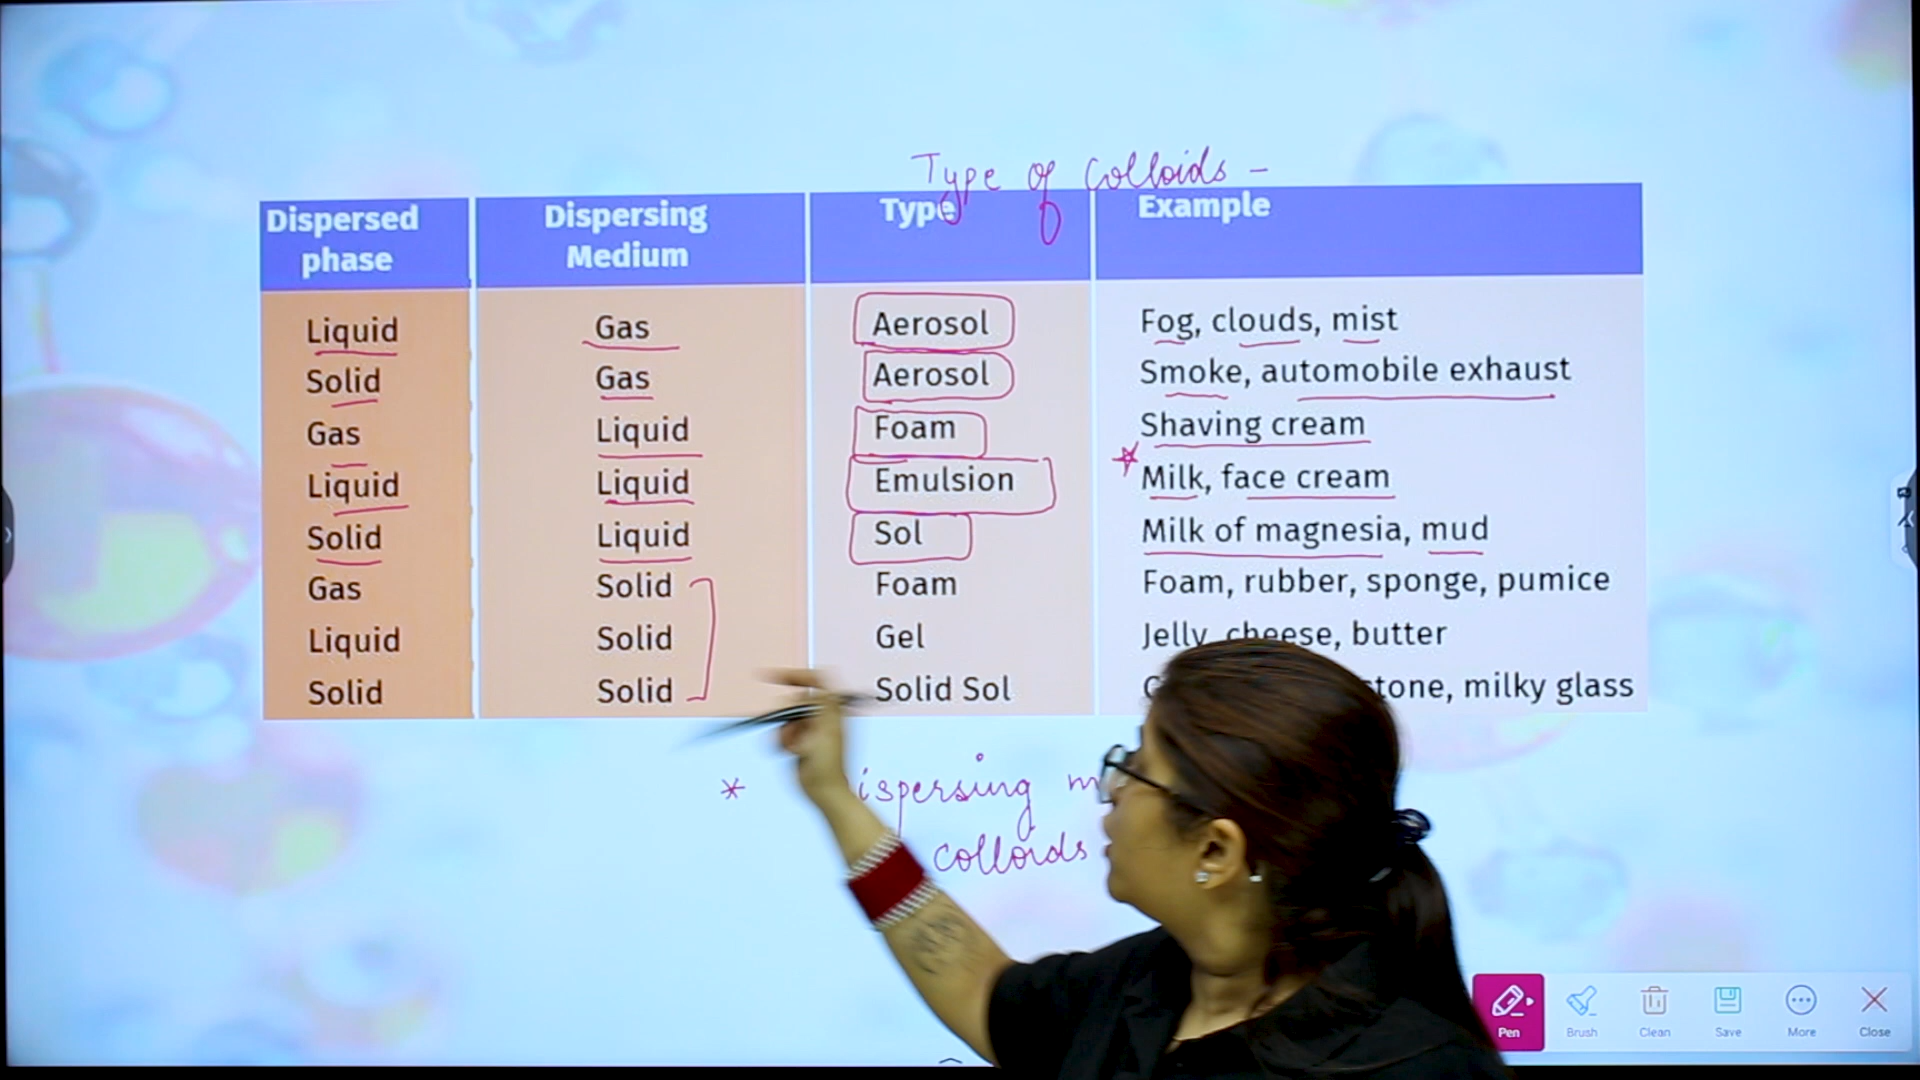 Type of Colloids -
Dispersed phase Dispersing Medium Type Example
Liquid Gas Aerosol Fog, clouds, mist
Solid Gas Aerosol Smoke, automobile exhaust
Gas Liquid Foam Shaving cream
Liquid Liquid Emulsion Milk, face cream
Solid Liquid Sol Milk of magnesia, mud
Gas Solid Foam Foam, rubber, sponge, pumice
Liquid Solid Gel Jelly, cheese, butter
Solid Solid Solid Sol milky glass
* ispersing
colloids
Pen Brush Clean Save More Close